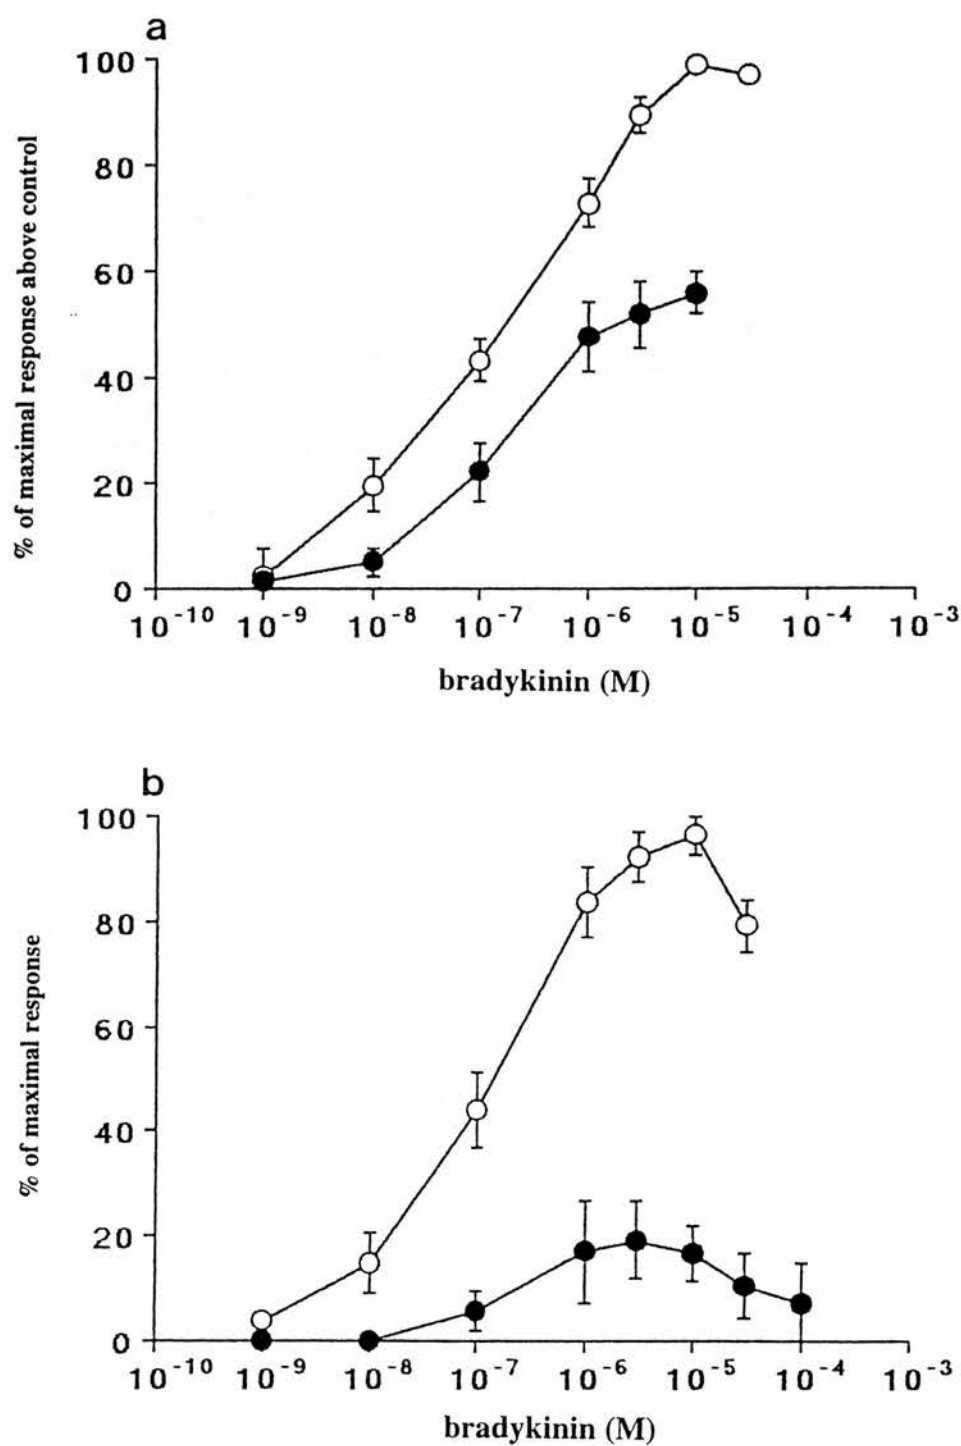 a
100
80
60
40
20
0
% of maximal response above control
10⁻¹⁰ 10⁻⁹ 10⁻⁸ 10⁻⁷ 10⁻⁶ 10⁻⁵ 10⁻⁴ 10⁻³
bradykinin (M)
b
100
80
60
40
20
0
% of maximal response
10⁻¹⁰ 10⁻⁹ 10⁻⁸ 10⁻⁷ 10⁻⁶ 10⁻⁵ 10⁻⁴ 10⁻³
bradykinin (M)